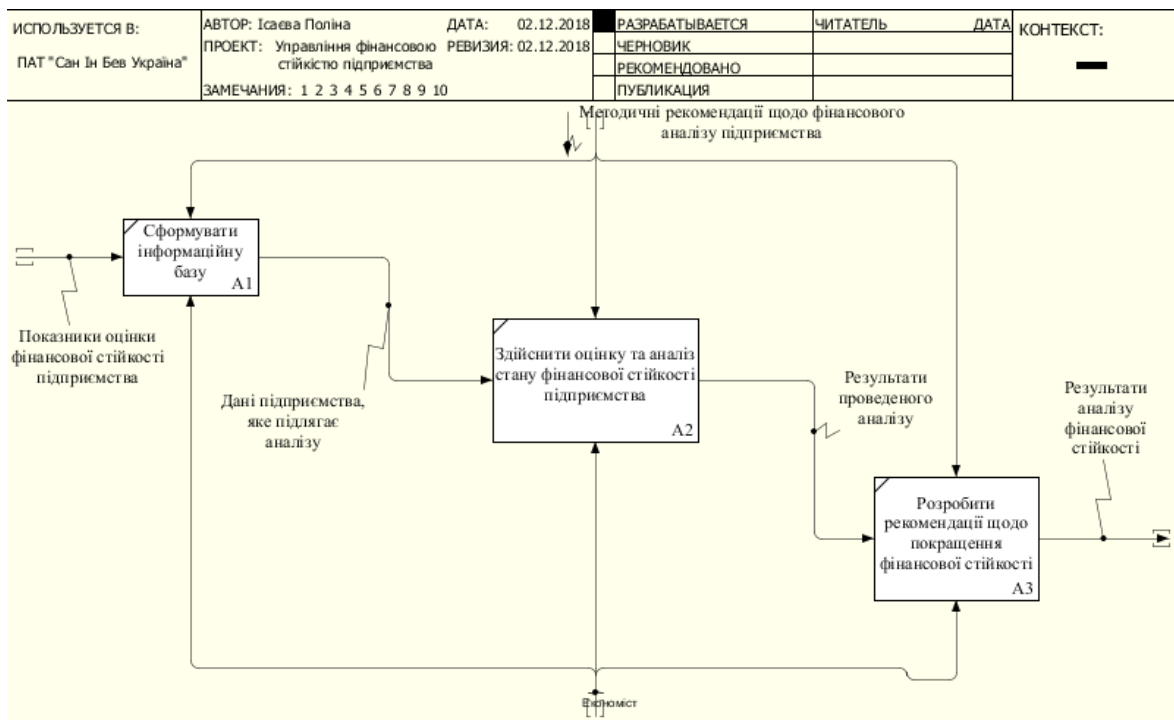 ИСПОЛЬЗУЕТСЯ В:
ПАТ "Сан Ін Бев Україна"
АВТОР: Ісаєва Поліна
ДАТА: 02.12.2018
ПРОЕКТ: Управління фінансовою
стійкістю підприємства
РЕВИЗИЯ: 02.12.2018
ЗАМЕЧАНИЯ: 1 2 3 4 5 6 7 8 9 10
РАЗРАБАТЫВАЕТСЯ
ЧЕРНОВИК
РЕКОМЕНДОВАНО
ПУБЛИКАЦИЯ
ЧИТАТЕЛЬ ДАТА
КОНТЕКСТ:
Методичні рекомендації щодо фінансового
аналізу підприємства
Сформувати
інформаційну
базу
A1
Показники оцінки
фінансової стійкості
підприємства
Дані підприємства,
яке підлягає
аналізу
Здійснити оцінку та аналіз
стану фінансової стійкості
підприємства
A2
Результати
проведеного
аналізу
Результати
аналізу
фінансової
стійкості
Розробити
рекомендації щодо
покращення
фінансової стійкості
A3
Економіст